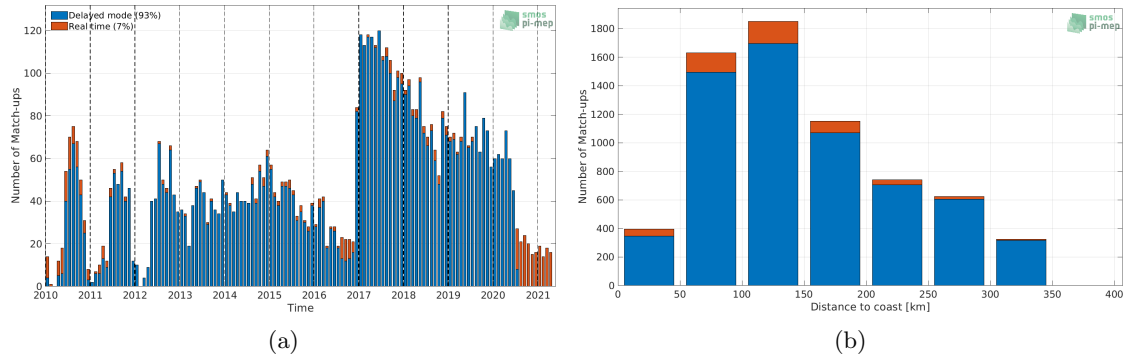 Delayed mode (93%)
Real time (7%)
smos
pi-mep
Number of Match-ups
120
100
80
60
40
20
0
2010 2011 2012 2013 2014 2015 2016 2017 2018 2019 2020 2021
Time
(a)
smos
pi-mep
Number of Match-ups
1800
1600
1400
1200
1000
800
600
400
200
0
0 50 100 150 200 250 300 350 400
Distance to coast [km]
(b)